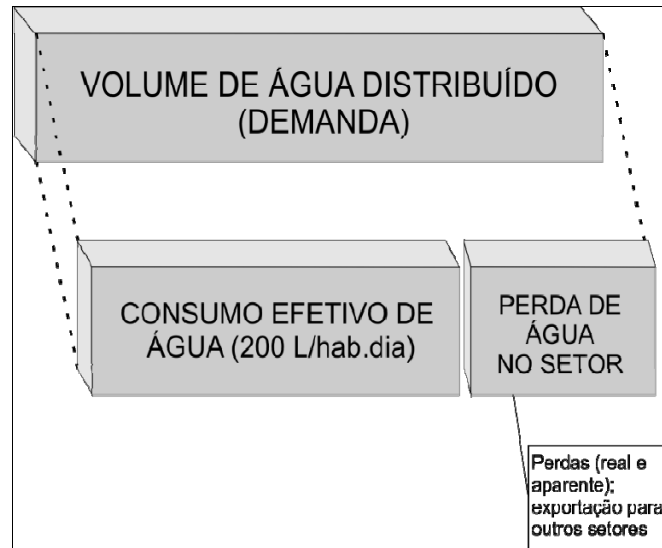 VOLUME DE ÁGUA DISTRIBUÍDO
(DEMANDA)
CONSUMO EFETIVO DE
ÁGUA (200 L/hab.dia)
PERDA DE
ÁGUA
NO SETOR
Perdas (real e
aparente);
exportação para
outros setores